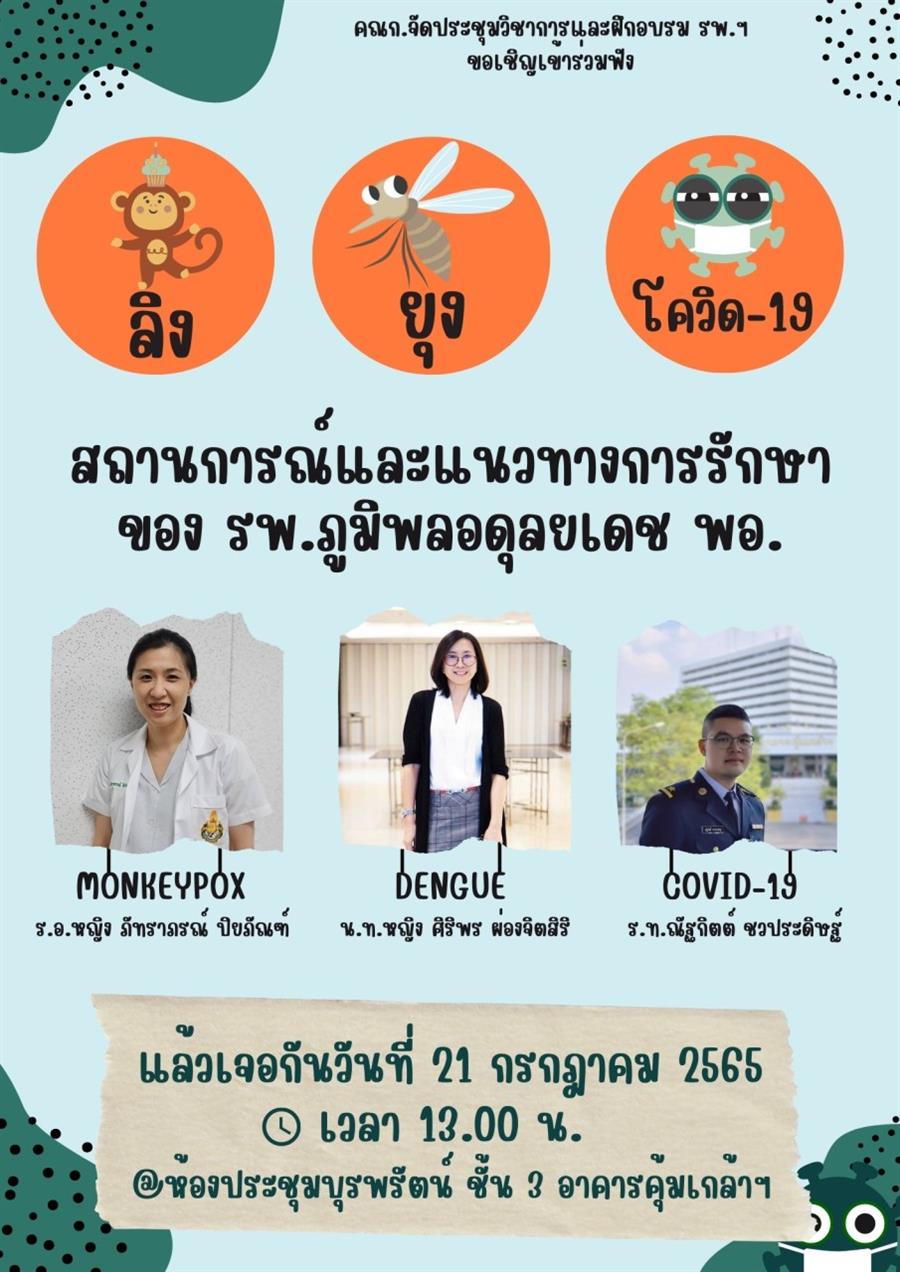 คณก.จัดประชุมวิชาการและฝึกอบรม รพ.ฯ
ขอเชิญเข้าร่วมฟัง
ลิง
ยุง
โควิด-19
สถานการณ์และแนวทางการรักษา
ของ รพ.ภูมิพลอดุลยเดช พอ.
MONKEYPOX
DENGUE
COVID-19
ร.อ.หญิง ภัทราภรณ์ ปิยภัณฑ์
น.ท.หญิง ศิริพร ผ่องจิตสิริ
ร.ท.ณัฐกิตต์ ชวประดิษฐ์
แล้วเจอกันวันที่ 21 กรกฎาคม 2565
เวลา 13.00 น.
@ห้องประชุมบุรพรัตน์ ชั้น 3 อาคารคุ้มเกล้าฯ